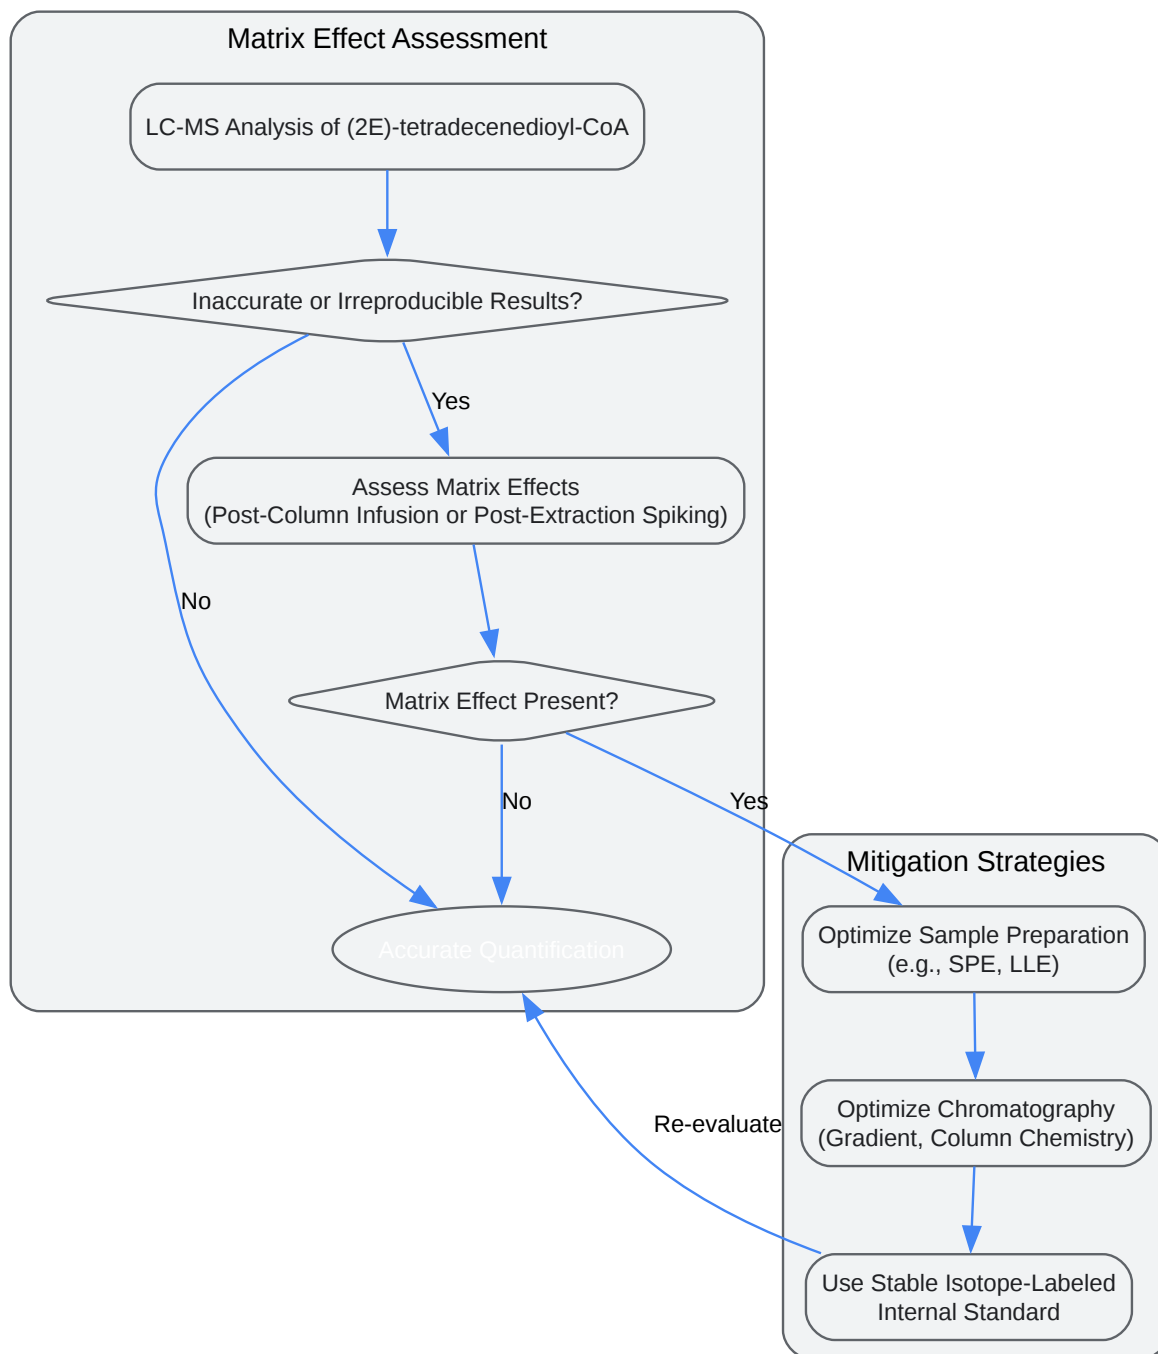 Matrix Effect Assessment
LC-MS Analysis of (2E)-tetradecenedioyl-CoA
Inaccurate or Irreproducible Results?
Yes
Assess Matrix Effects
(Post-Column Infusion or Post-Extraction Spiking)
No
Matrix Effect Present?
No
Yes
Mitigation Strategies
Accurate Quantification
Optimize Sample Preparation
(e.g., SPE, LLE)
Optimize Chromatography
(Gradient, Column Chemistry)
Re-evaluate
Use Stable Isotope-Labeled
Internal Standard